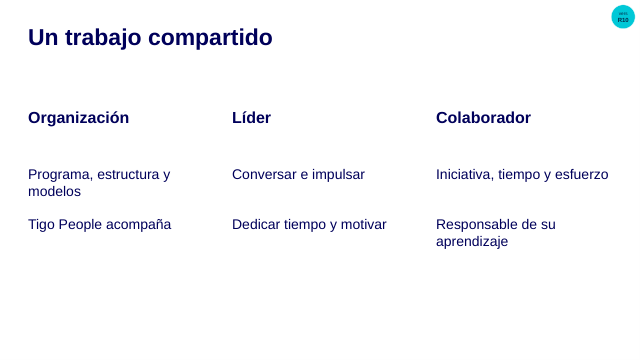 Un trabajo compartido
R10
Organización
Líder
Colaborador
Programa, estructura y
modelos
Conversar e impulsar
Iniciativa, tiempo y esfuerzo
Tigo People acompaña
Dedicar tiempo y motivar
Responsable de su
aprendizaje